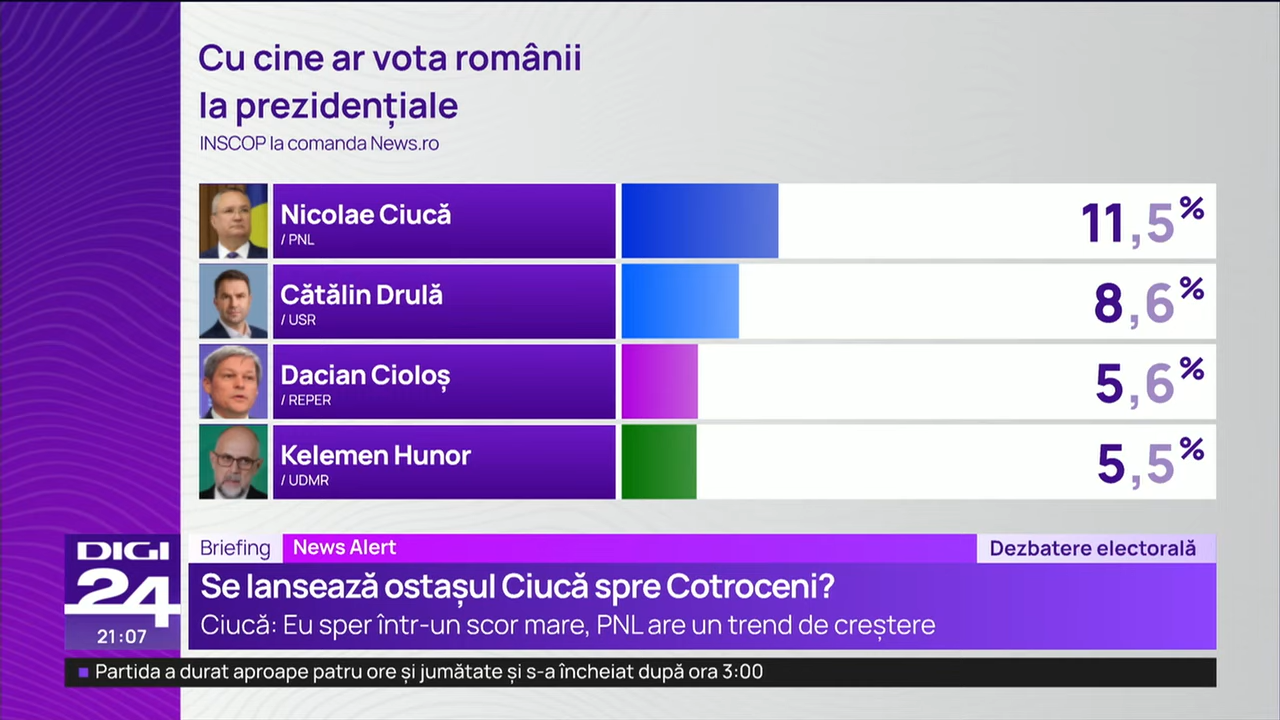 Cu cine ar vota românii
la prezidențiale
INSCOP la comanda News.ro
Nicolae Ciucă
/ PNL
11,5%
Cătălin Drulă
/ USR
8,6%
Dacian Cioloș
/ REPER
5,6%
Kelemen Hunor
/ UDMR
5,5%
DIGI
24
21:07
Briefing
News Alert
Dezbatere electorală
Se lansează ostașul Ciucă spre Cotroceni?
Ciucă: Eu sper într-un scor mare, PNL are un trend de creștere
Partida a durat aproape patru ore și jumătate și s-a încheiat după ora 3:00